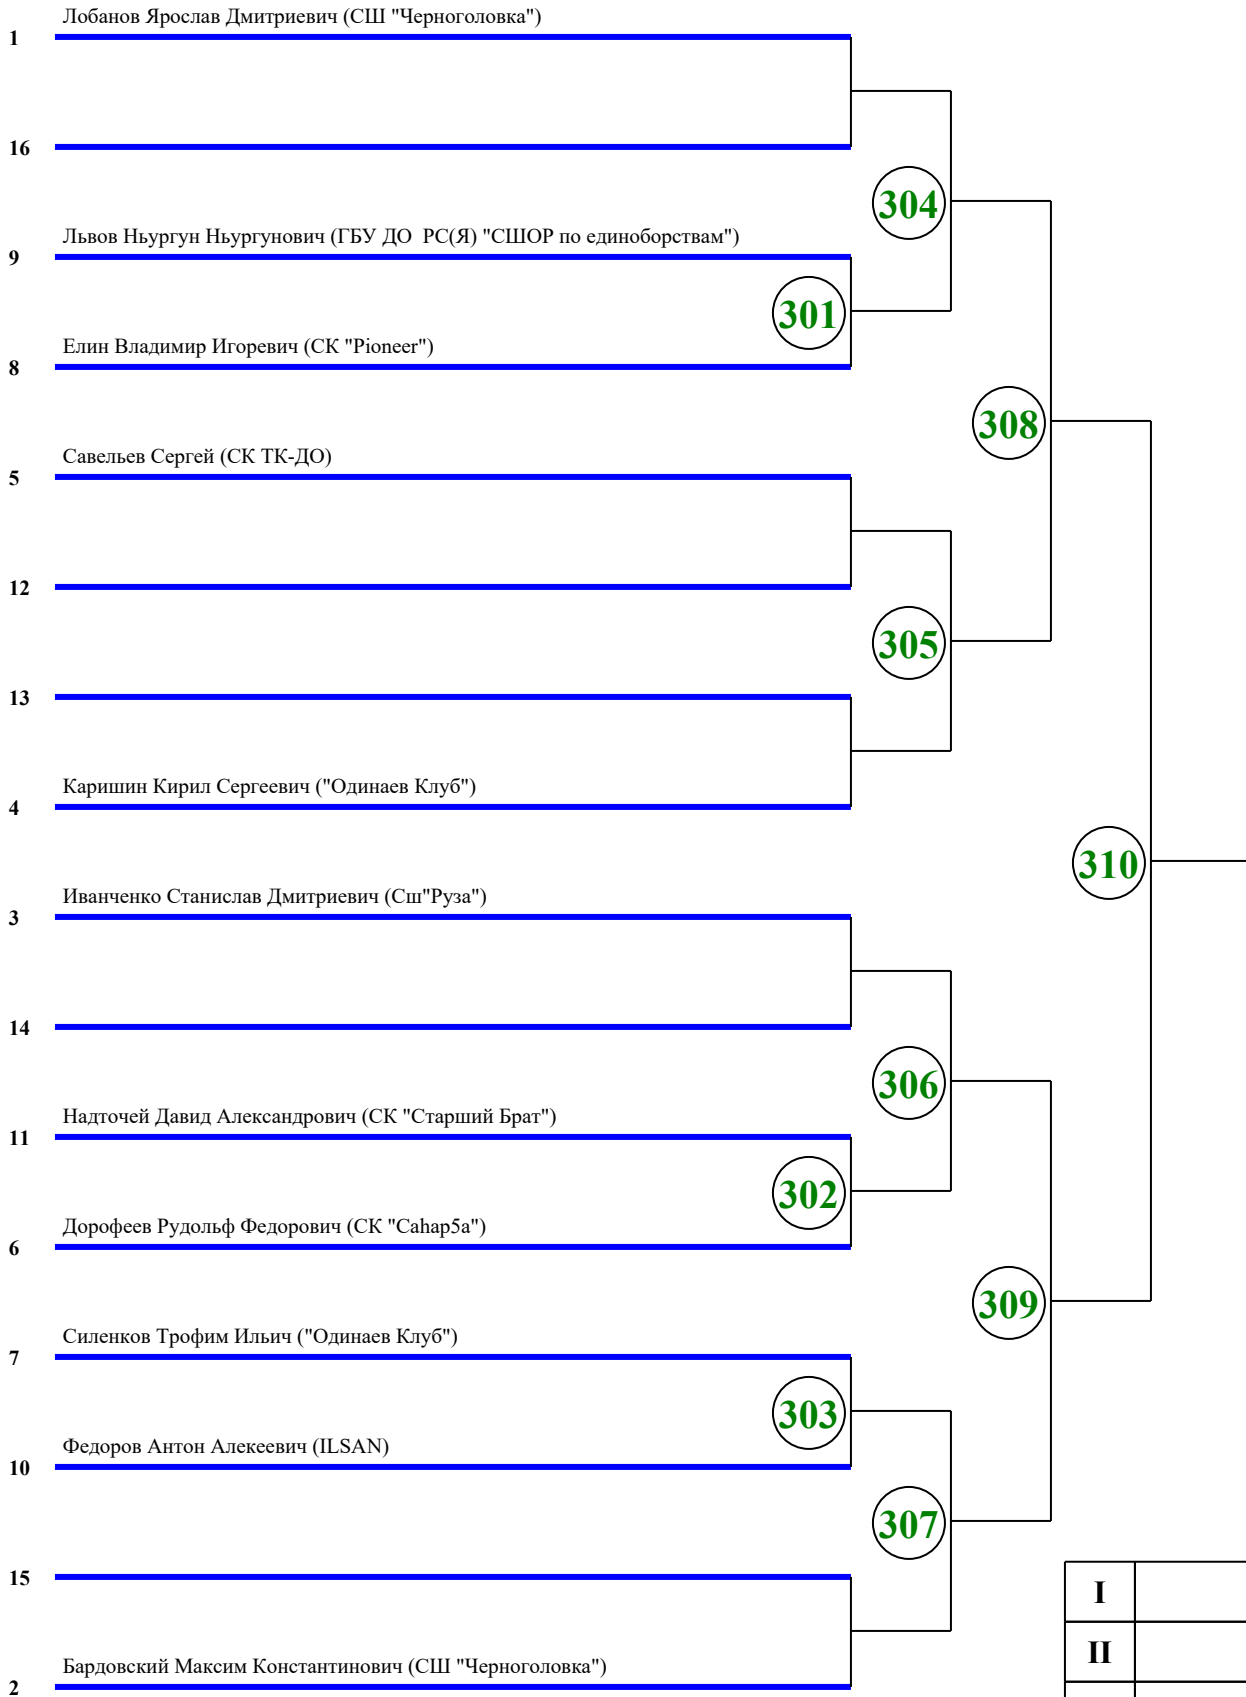 Лобанов Ярослав Дмитриевич (СШ "Черноголовка")
1
16
304
Львов Ньургун Ньургунович (ГБУ ДО  РС(Я) "СШОР по единоборствам")
9
301
Елин Владимир Игоревич (СК "Pioneer")
8
308
Савельев Сергей (СК ТК-ДО)
5
12
305
13
Каришин Кирил Сергеевич ("Одинаев Клуб")
4
310
Иванченко Станислав Дмитриевич (Сш"Руза")
3
14
306
Надточей Давид Александрович (СК "Старший Брат")
11
302
Дорофеев Рудольф Федорович (СК "Cahap5a")
6
309
Силенков Трофим Ильич ("Одинаев Клуб")
7
303
Федоров Антон Алекеевич (ILSAN)
10
307
15
I
II
Бардовский Максим Константинович (СШ "Черноголовка")
2